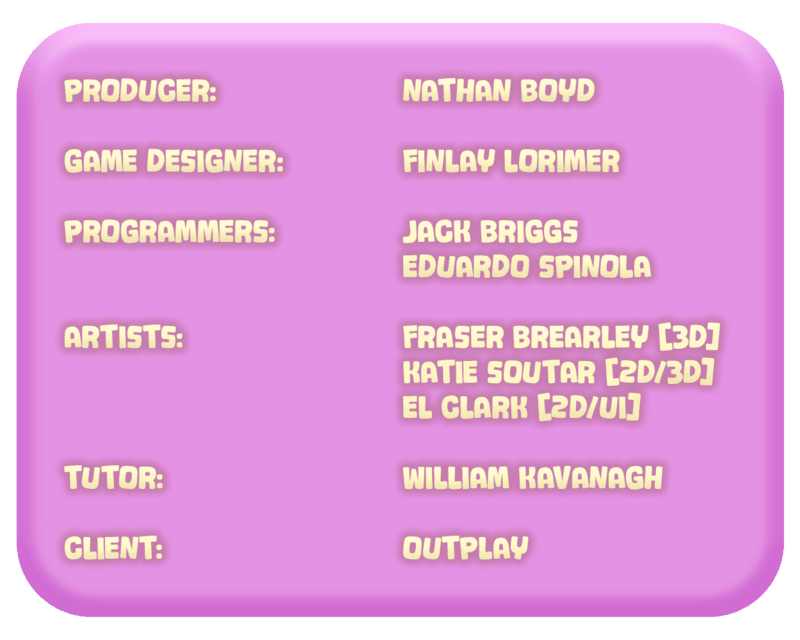 PRODUCER: NATHAN BOYD
GAME DESIGNER: FINLAY LORIMER
PROGRAMMERS: JACK BRIGGS
EDUARDO SPINOLA
ARTISTS: FRASER BREARLEY [3D]
KATIE SOUTAR [2D/3D]
EL CLARK [2D/UI]
TUTOR: WILLIAM KAVANAGH
CLIENT: OUTPLAY